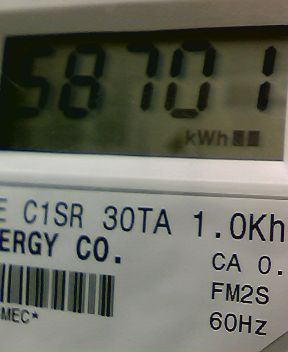 58701
kWh
E C1SR 30TA 1.0Kh
ERGY CO.
CA 0.
FM2S
MEC*
60Hz